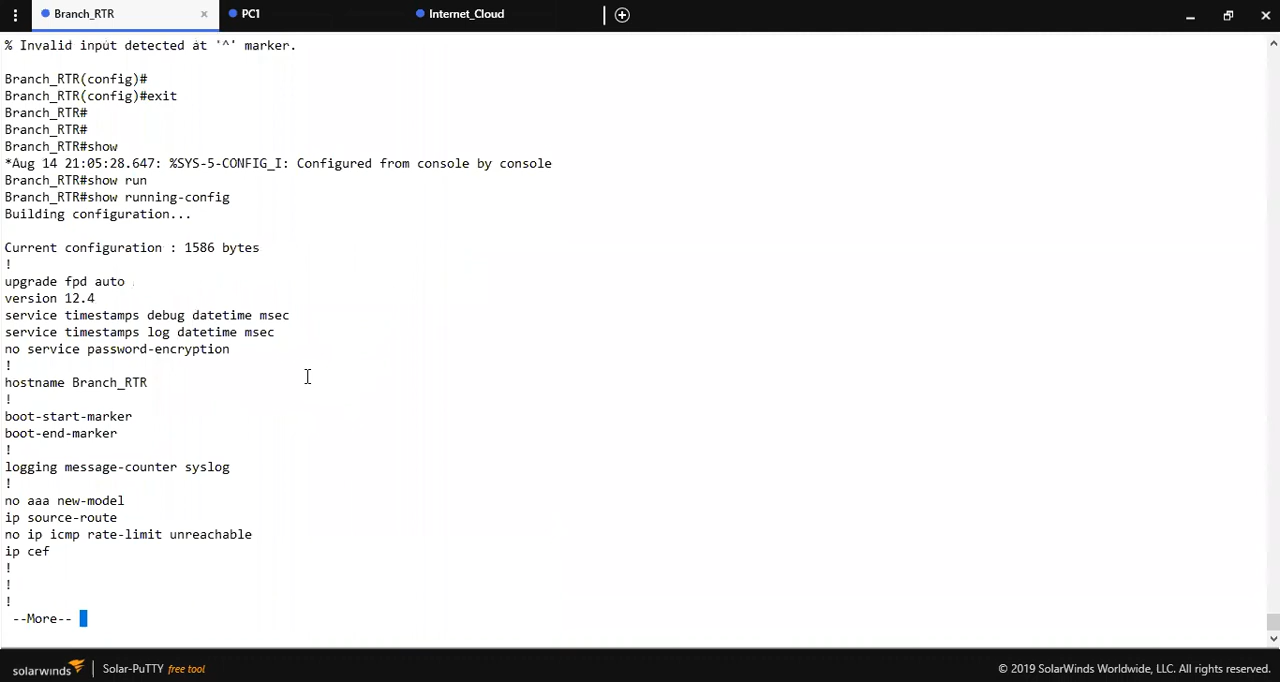 Branch_RTR
PC1
Internet_Cloud
% Invalid input detected at '^' marker.
Branch_RTR(config)#
Branch_RTR(config)#exit
Branch_RTR#
Branch_RTR#
Branch_RTR#show
*Aug 14 21:05:28.647: %SYS-5-CONFIG_I: Configured from console by console
Branch_RTR#show run
Branch_RTR#show running-config
Building configuration...
Current configuration : 1586 bytes
!
upgrade fpd auto
version 12.4
service timestamps debug datetime msec
service timestamps log datetime msec
no service password-encryption
!
hostname Branch_RTR
!
boot-start-marker
boot-end-marker
!
logging message-counter syslog
!
no aaa new-model
ip source-route
no ip icmp rate-limit unreachable
ip cef
!
!
!
--More--
solarwinds
Solar-PuTTY free tool
© 2019 SolarWinds Worldwide, LLC. All rights reserved.